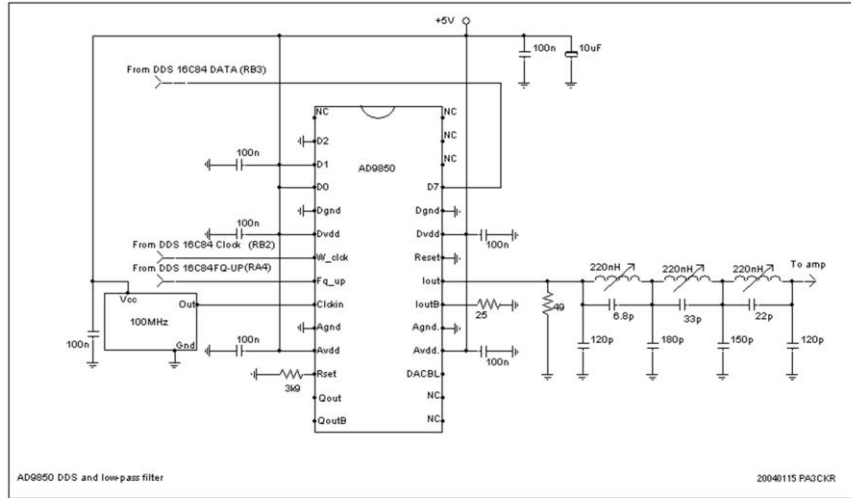 +5V
100n
10uF
From DDS 16C84 DATA (RB3)
NC
D2
D1
D0
Dgnd
Dvdd
W_clck
Fq_up
Clckin
Agnd
Avdd
Rset
Qout
QoutB
AD9850
NC
NC
D7
Dgnd
Dvdd
Reset
Iout
IoutB
Agnd.
Avdd.
DACBL
NC
NC
100n
100n
From DDS 16C84 Clock (RB2)
From DDS 16C84FQ-UP(RA4)
Vcc
Out
100MHz
Gnd
100n
100n
3k9
100n
25
100n
49
220nH
220nH
220nH
To amp
6.8p
33p
22p
120p
180p
150p
120p
AD9850 DDS and low-pass filter
20040115 PA3CKR